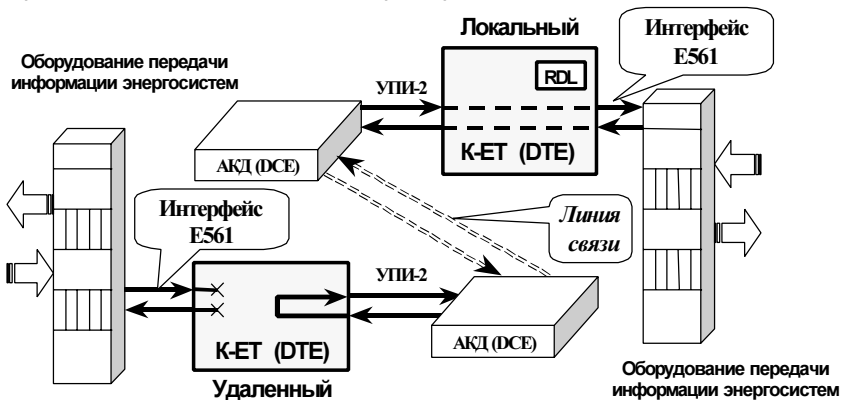 Локальный
Интерфейс
E561
Оборудование передачи
информации энергосистем
УПИ-2
RDL
К-ЕТ (DTE)
АКД (DCE)
Интерфейс
E561
Линия
связи
УПИ-2
К-ЕТ (DTE)
АКД (DCE)
Удаленный
Оборудование передачи
информации энергосистем